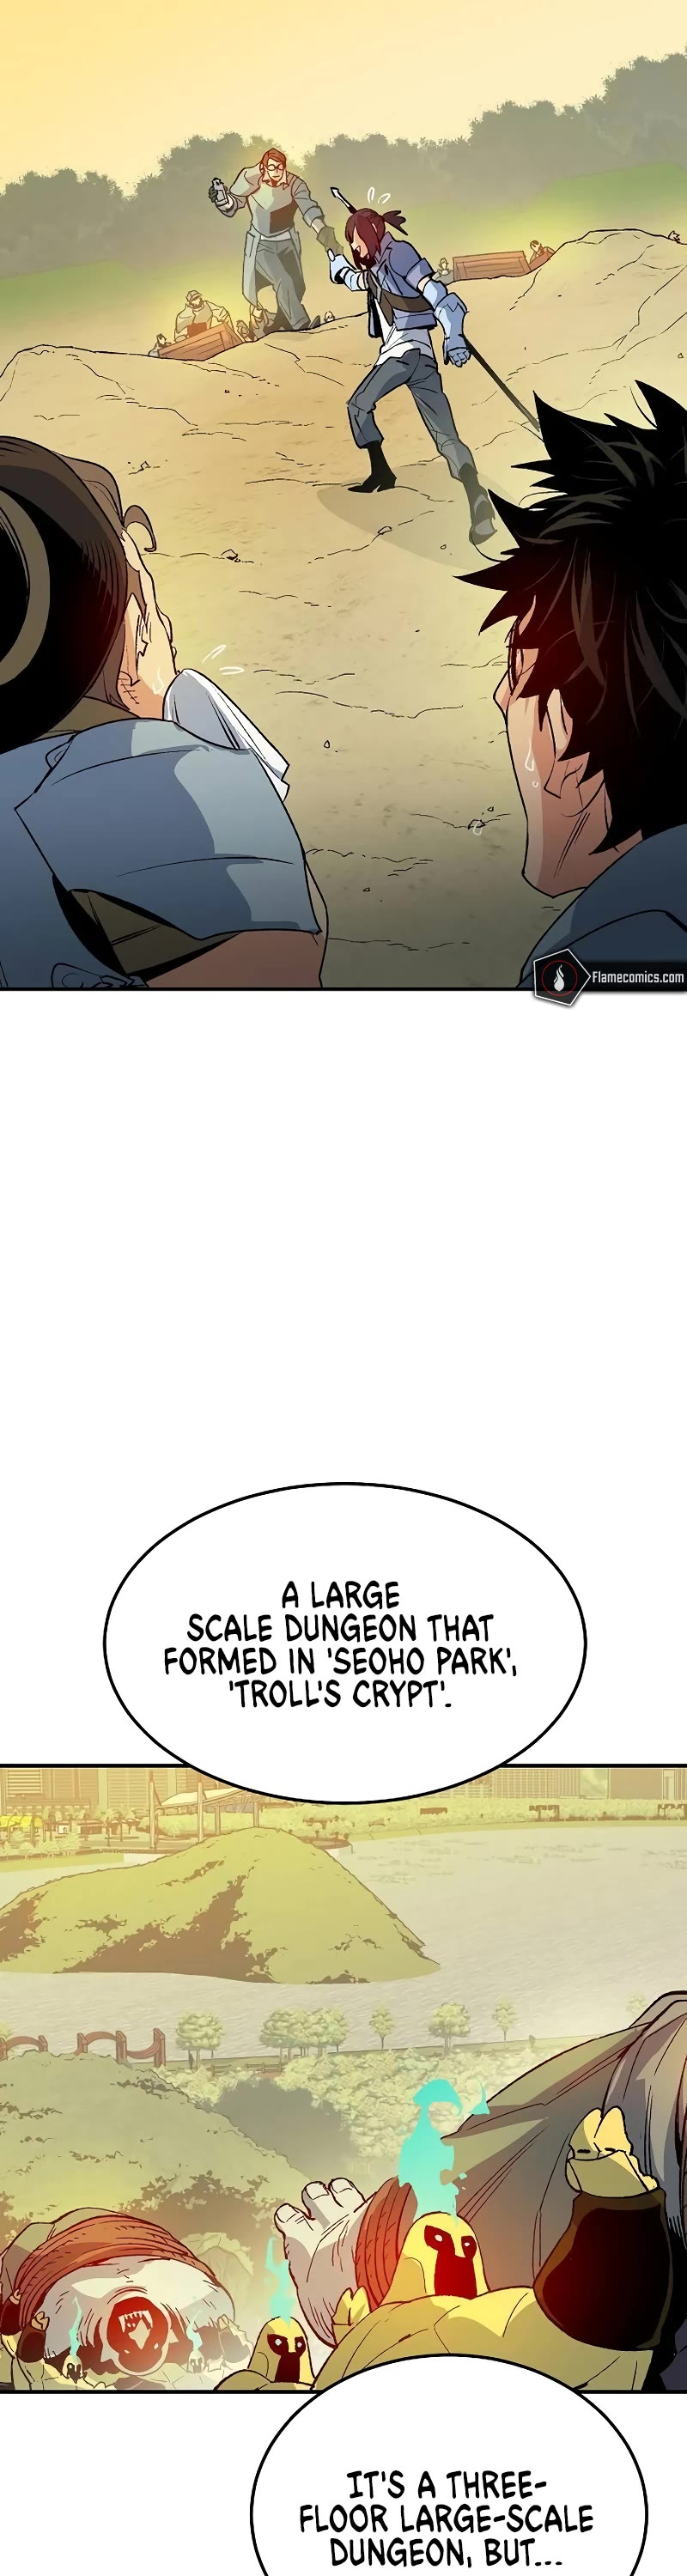 Flamecomics.com
A LARGE
SCALE DUNGEON THAT
FORMED IN 'SEOHO PARK',
'TROLL'S CRYPT'.
IT'S A THREE-
FLOOR LARGE-SCALE
DUNGEON, BUT...